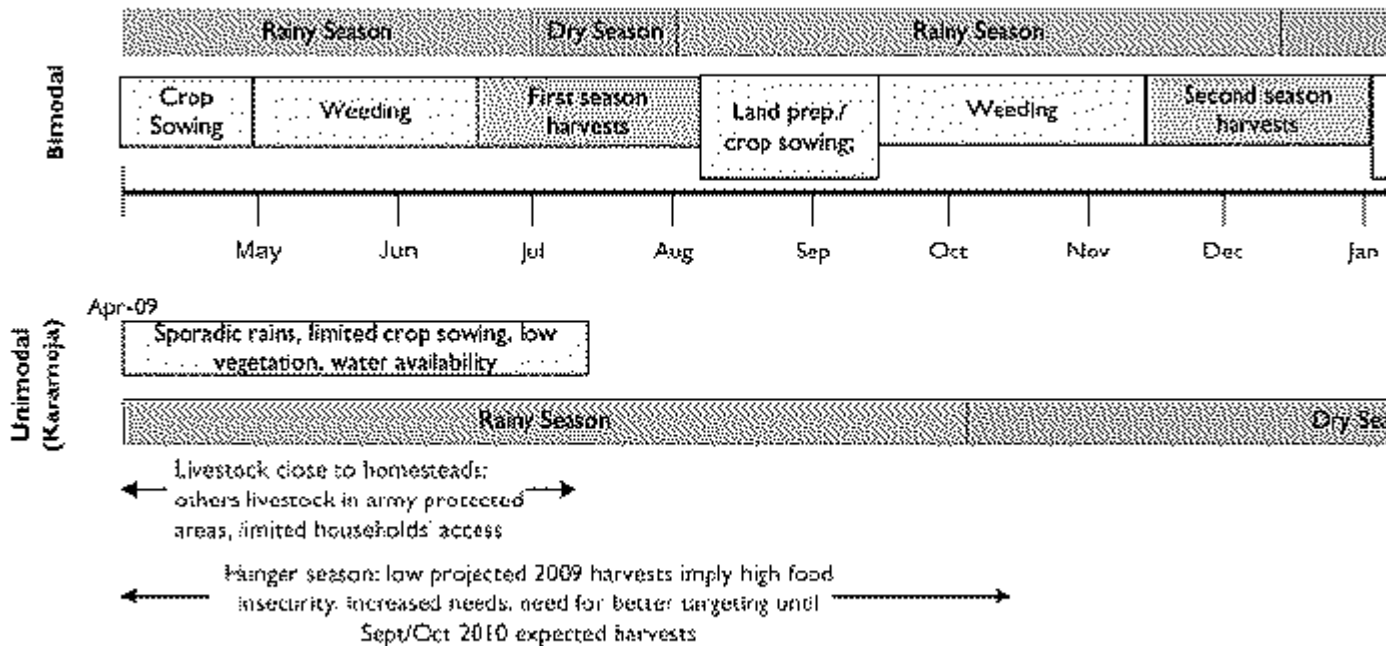 Rainy Season Dry Season Rainy Season
Bimodal
Crop
Sowing
Weeding
First season
harvests
Land prep./
crop sowing;
Weeding
Second season
harvests
May Jun Jul Aug Sep Oct Nov Dec Jan
Apr-09
Unimodal
(Karamoja)
Sporadic rains, limited crop sowing, low
vegetation, water availability
Rainy Season Dry Sea
Livestock close to homesteads;
others livestock in army protected
areas, limited households' access
Hunger season: low projected 2009 harvests imply high food
insecurity, increased needs, need for better targeting until
Sept/Oct 2010 expected harvests